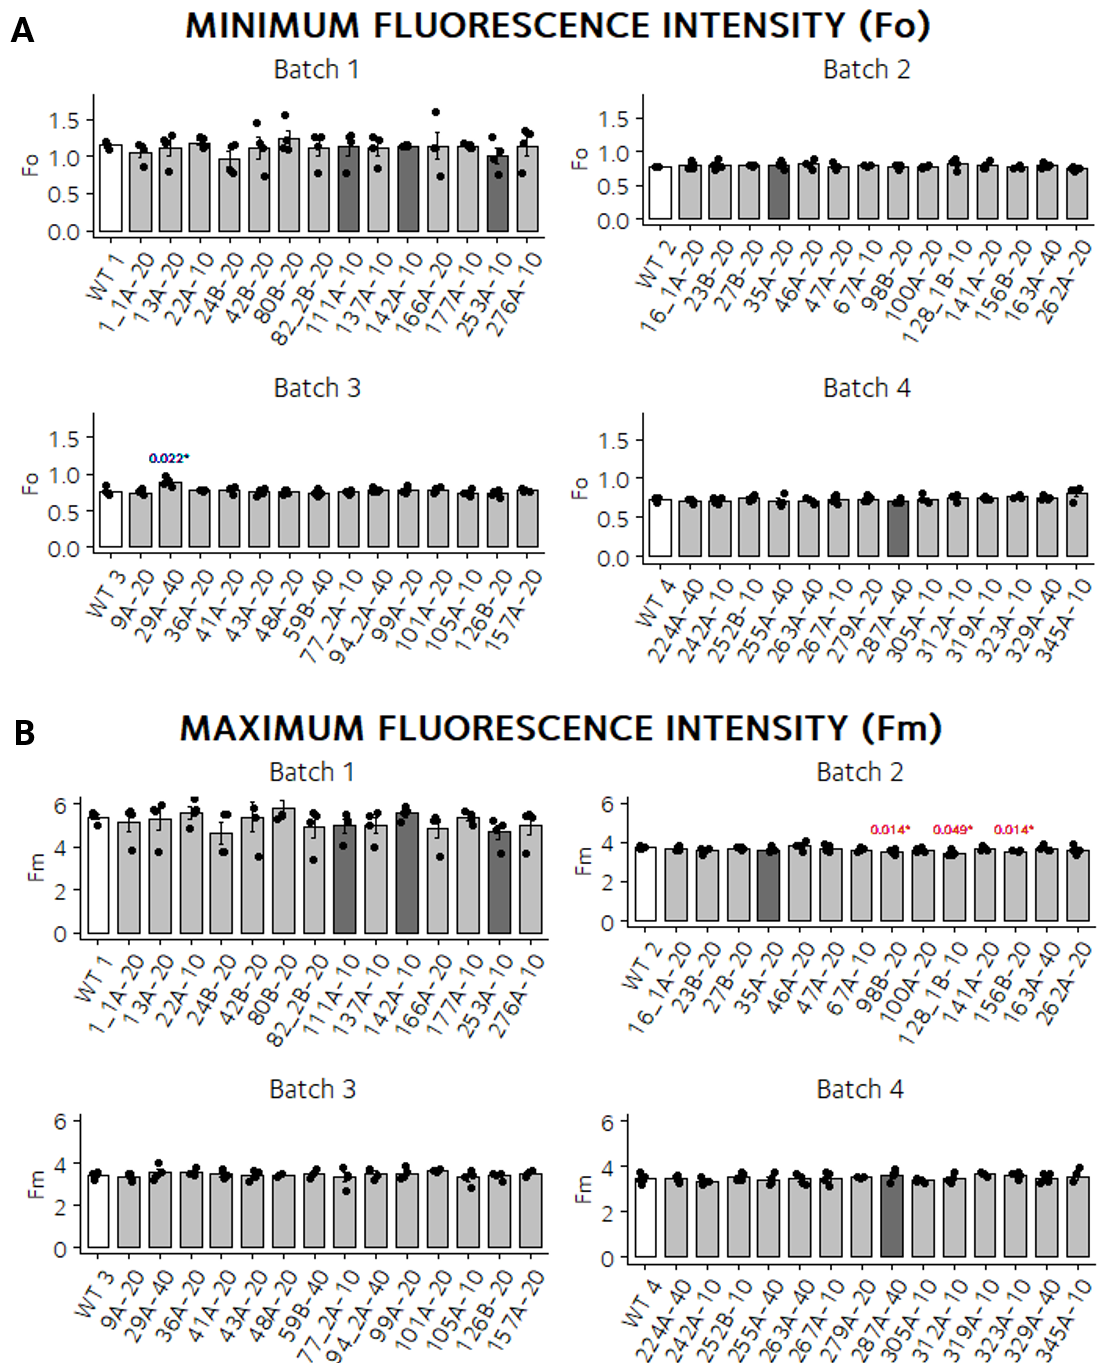 A
MINIMUM FLUORESCENCE INTENSITY (Fo)
Batch 1
Fo
1.5
1.0
0.5
0.0
WT 1
1_1A-20
13A-20
22A-10
24B-20
42B-20
80B-20
82_2B-20
111A-10
137A-10
142A-10
166A-20
177A-10
253A-10
276A-10
Batch 2
Fo
1.5
1.0
0.5
0.0
WT 2
16_1A-20
23B-20
27B-20
35A-20
46A-20
47A-20
67A-10
98B-20
100A-20
128_1B-10
141A-20
156B-20
163A-40
262A-20
Batch 3
Fo
1.5
1.0
0.5
0.0
0.022*
WT 3
9A-20
29A-40
36A-20
41A-20
43A-20
48A-20
59B-40
77_2A-10
94_2A-40
99A-20
101A-20
105A-10
126B-20
157A-20
Batch 4
Fo
1.5
1.0
0.5
0.0
WT 4
224A-40
242A-10
252B-10
255A-40
263A-40
267A-10
279A-20
287A-40
305A-10
312A-10
319A-10
323A-10
329A-40
345A-10
B
MAXIMUM FLUORESCENCE INTENSITY (Fm)
Batch 1
Fm
6
4
2
0
WT 1
1_1A-20
13A-20
22A-10
24B-20
42B-20
80B-20
82_2B-20
111A-10
137A-10
142A-10
166A-20
177A-10
253A-10
276A-10
Batch 2
Fm
6
4
2
0
0.014*
0.049*
0.014*
WT 2
16_1A-20
23B-20
27B-20
35A-20
46A-20
47A-20
67A-10
98B-20
100A-20
128_1B-10
141A-20
156B-20
163A-40
262A-20
Batch 3
Fm
6
4
2
0
WT 3
9A-20
29A-40
36A-20
41A-20
43A-20
48A-20
59B-40
77_2A-10
94_2A-40
99A-20
101A-20
105A-10
126B-20
157A-20
Batch 4
Fm
6
4
2
0
WT 4
224A-40
242A-10
252B-10
255A-40
263A-40
267A-10
279A-20
287A-40
305A-10
312A-10
319A-10
323A-10
329A-40
345A-10